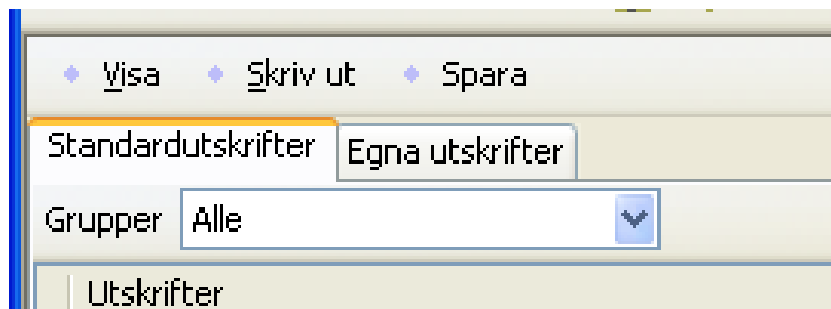 Visa Skriv ut Spara
Standardutskrifter Egna utskrifter
Grupper Alle
Utskrifter